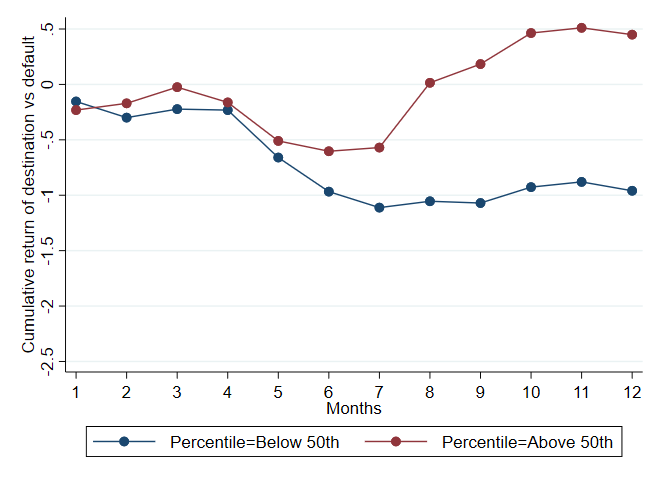 Cumulative return of destination vs default
.5
0
-.5
-1
-1.5
-2
-2.5
1 2 3 4 5 6 7 8 9 10 11 12
Months
Percentile=Below 50th Percentile=Above 50th